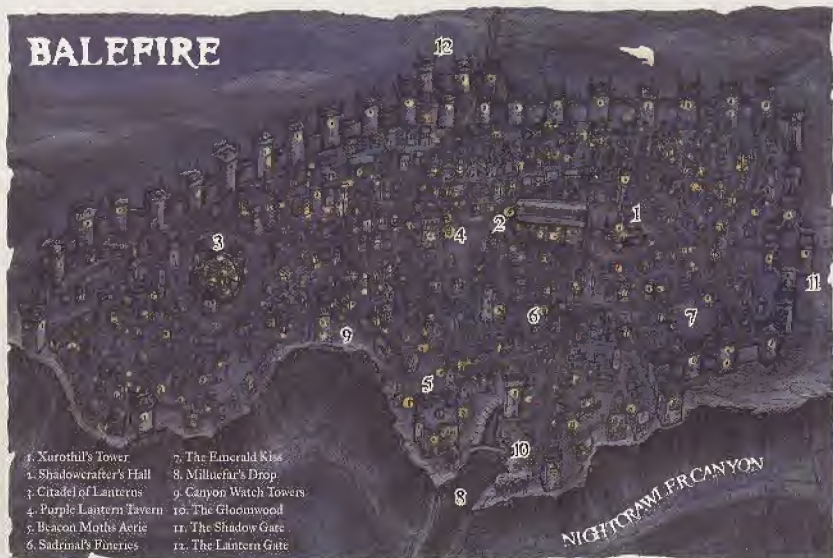 BALEFIRE
12
3
4
2
1
11
6
7
9
5
10
8
1. Xurothil's Tower
2. Shadowcrafter's Hall
3. Citadel of Lanterns
4. Purple Lantern Tavern
5. Beacon Moths Aerie
6. Sadrinal's Fineries
7. The Emerald Kiss
8. Milluefar's Drop
9. Canyon Watch Towers
10. The Gloomwood
11. The Shadow Gate
12. The Lantern Gate
NIGHTCRAWLER CANYON